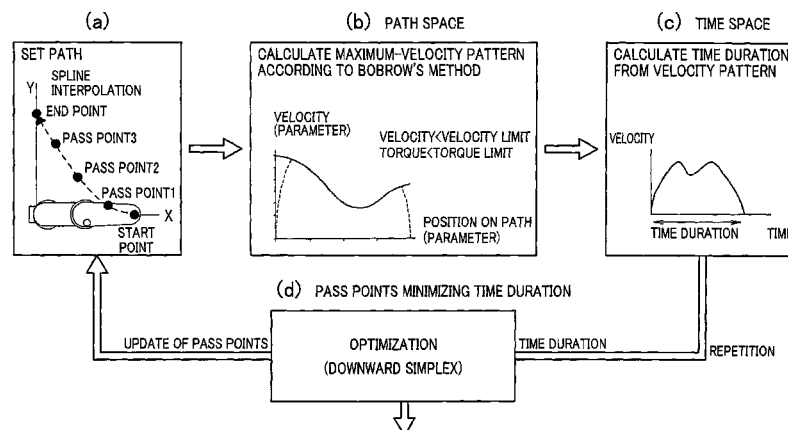 (a)
(b) PATH SPACE
(c) TIME SPACE
SET PATH
SPLINE
INTERPOLATION
Y
END POINT
PASS POINT3
PASS POINT2
PASS POINT1
X
START
POINT
CALCULATE MAXIMUM-VELOCITY PATTERN
ACCORDING TO BOBROW'S METHOD
VELOCITY
(PARAMETER)
VELOCITY<VELOCITY LIMIT
TORQUE<TORQUE LIMIT
POSITION ON PATH
(PARAMETER)
CALCULATE TIME DURATION
FROM VELOCITY PATTERN
VELOCITY
TIME DURATION
TIME
(d) PASS POINTS MINIMIZING TIME DURATION
UPDATE OF PASS POINTS
OPTIMIZATION
(DOWNWARD SIMPLEX)
TIME DURATION
REPETITION